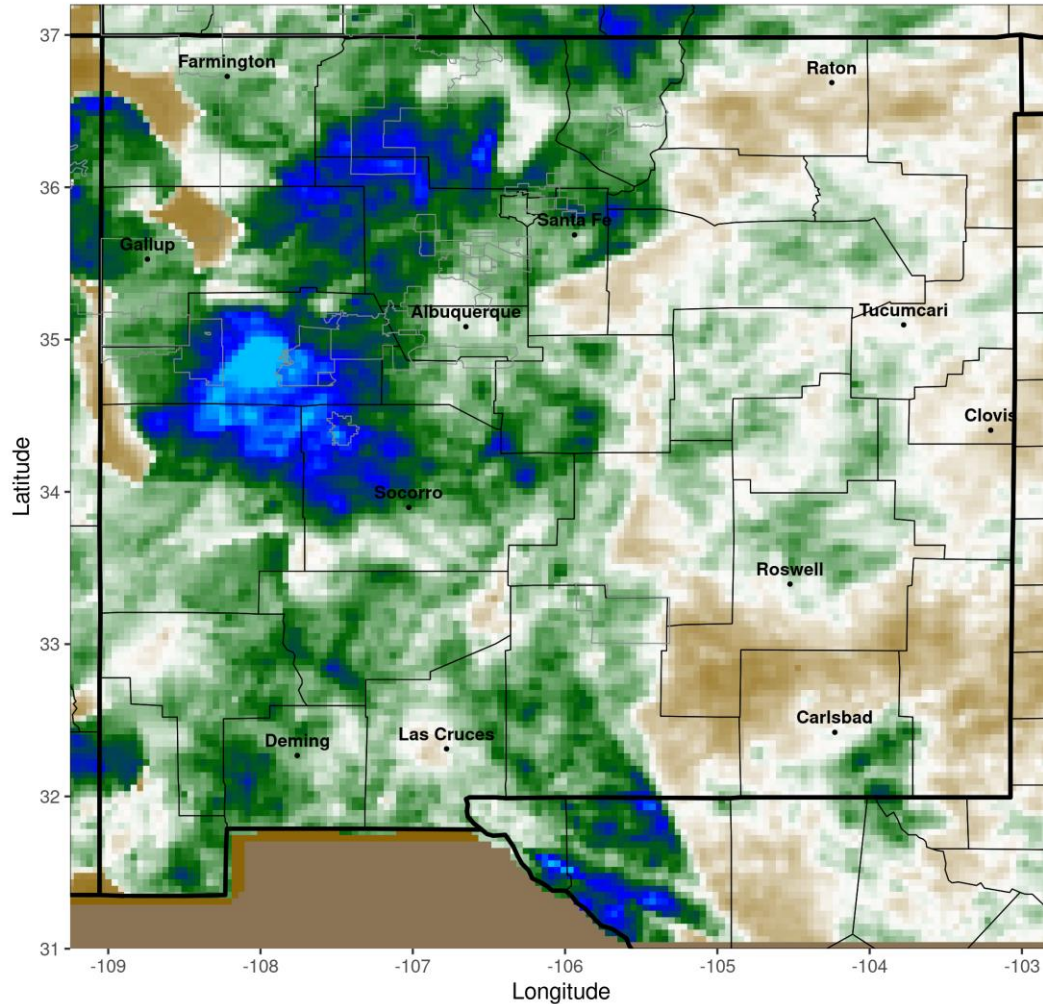 37
Farmington
Raton
36
Santa Fe
Gallup
Albuquerque
Tucumcari
35
Clovis
Latitude
34
Socorro
Roswell
33
Carlsbad
Las Cruces
Deming
32
31
-109
-108
-107
-106
-105
-104
-103
Longitude